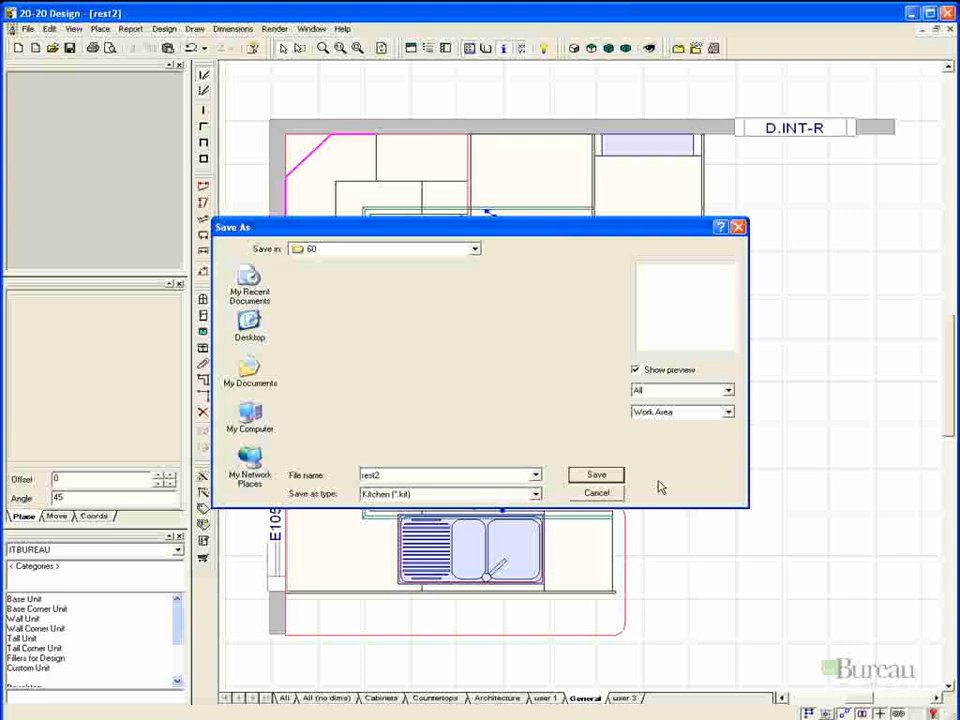 20-20 Design - [rest2]
File Edit View Place Report Design Draw Dimensions Render Window Help
D.INT-R
Save As
Save in: 60
My Recent Documents
Desktop
My Documents
My Computer
My Network Places
Show preview
All
Work Area
File name: rest2 Save
Save as type: Kitchen (*.kit) Cancel
Offset 0
Angle 45
Place Move Coords
E105
ITBUREAU
< Categories >
Base Unit
Base Corner Unit
Wall Unit
Wall Corner Unit
Tall Unit
Tall Corner Unit
Fillers for Design
Custom Unit
Bureau
All All (no dims) Cabinets Countertops Architecture user 1 General user 3